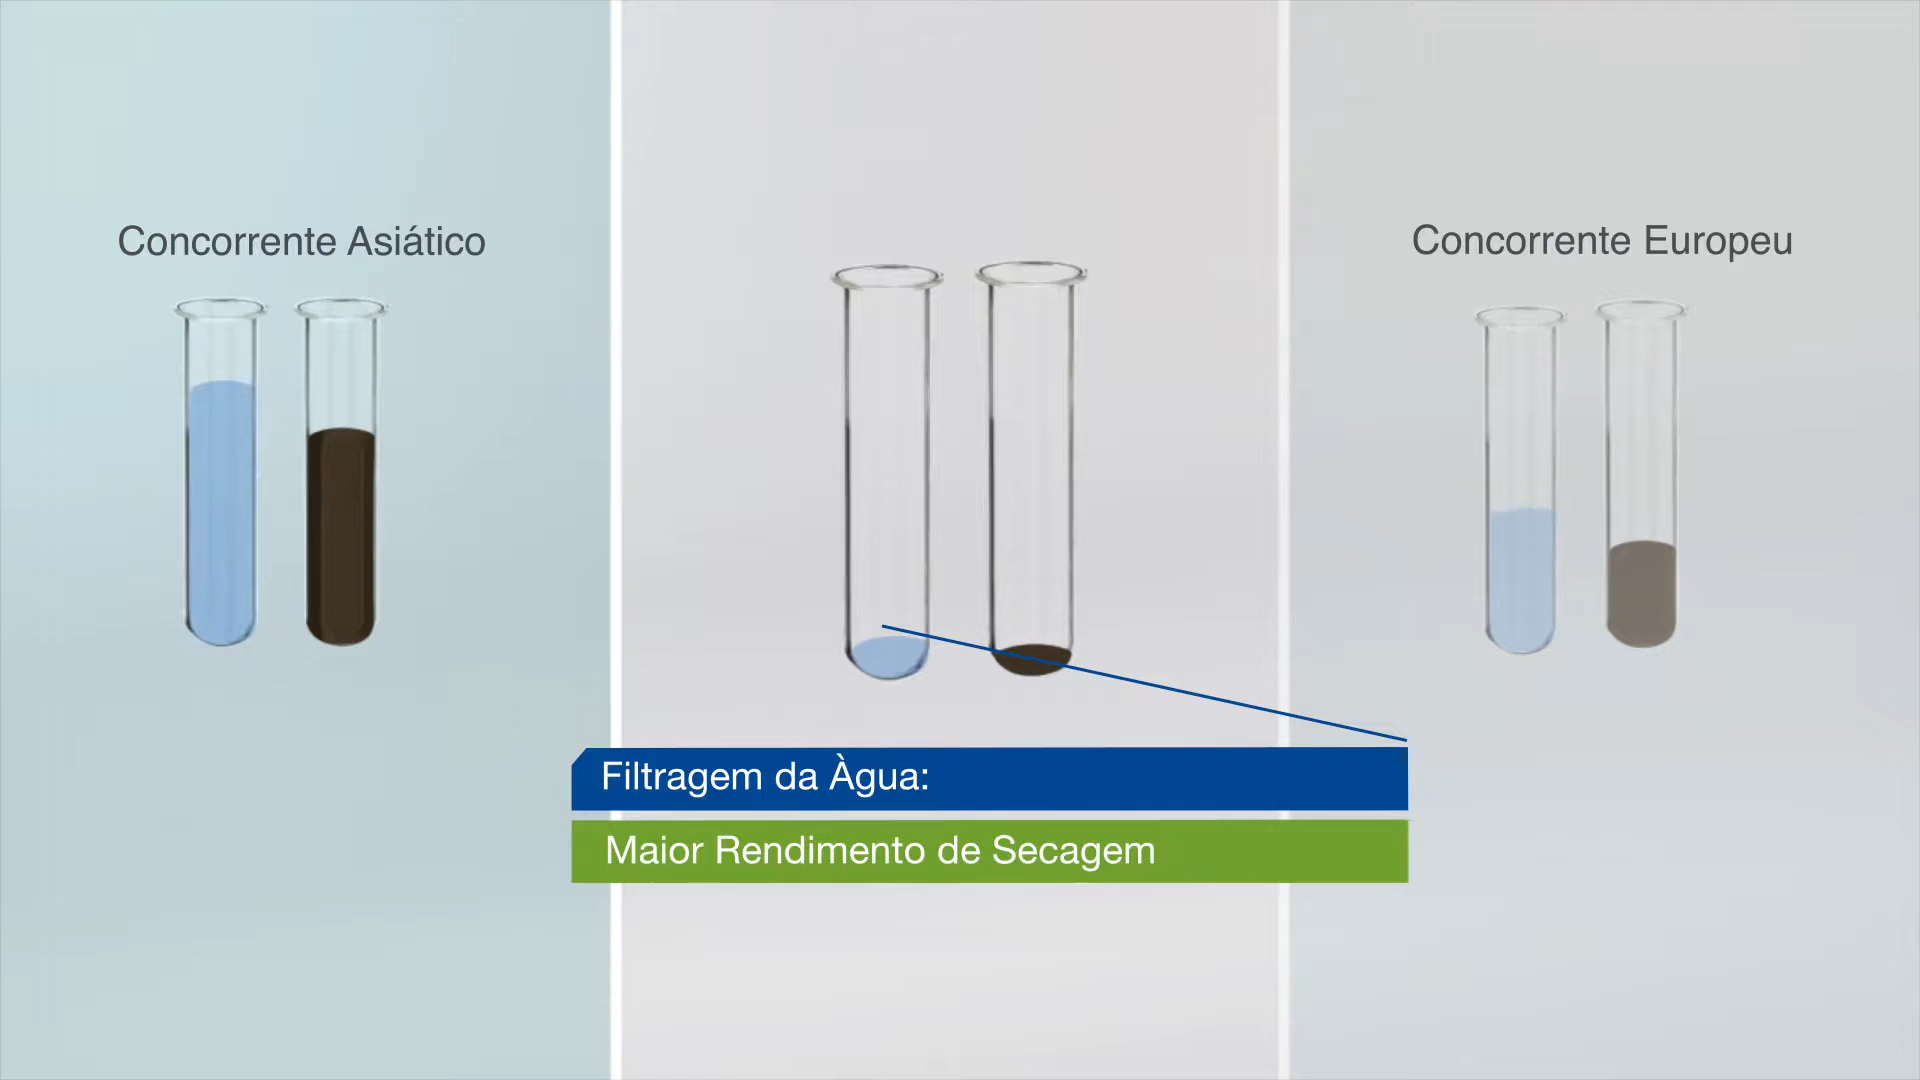 Concorrente Asiático
Concorrente Europeu
Filtragem da Àgua:
Maior Rendimento de Secagem